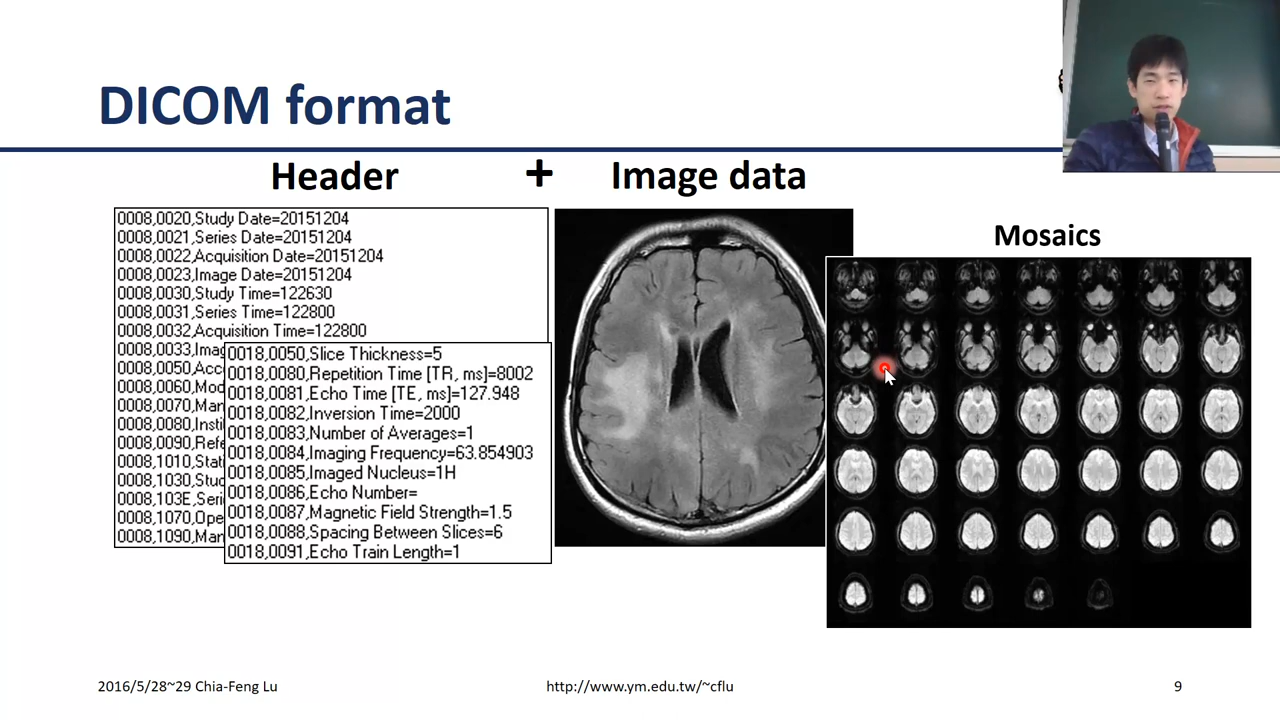 DICOM format
Header + Image data
0008,0020,Study Date=20151204
0008,0021,Series Date=20151204
0008,0022,Acquisition Date=20151204
0008,0023,Image Date=20151204
0008,0030,Study Time=122630
0008,0031,Series Time=122800
0008,0032,Acquisition Time=122800
0008,0033,Imag
0008,0050,Acc
0008,0060,Mod
0008,0070,Man
0008,0080,Insti
0008,0090,Refe
0008,1010,Stat
0008,1030,Stud
0008,103E,Seri
0008,1070,Ope
0008,1090,Man
0018,0050,Slice Thickness=5
0018,0080,Repetition Time [TR, ms]=8002
0018,0081,Echo Time [TE, ms]=127.948
0018,0082,Inversion Time=2000
0018,0083,Number of Averages=1
0018,0084,Imaging Frequency=63.854903
0018,0085,Imaged Nucleus=1H
0018,0086,Echo Number=
0018,0087,Magnetic Field Strength=1.5
0018,0088,Spacing Between Slices=6
0018,0091,Echo Train Length=1
Mosaics
2016/5/28~29 Chia-Feng Lu
http://www.ym.edu.tw/~cflu
9